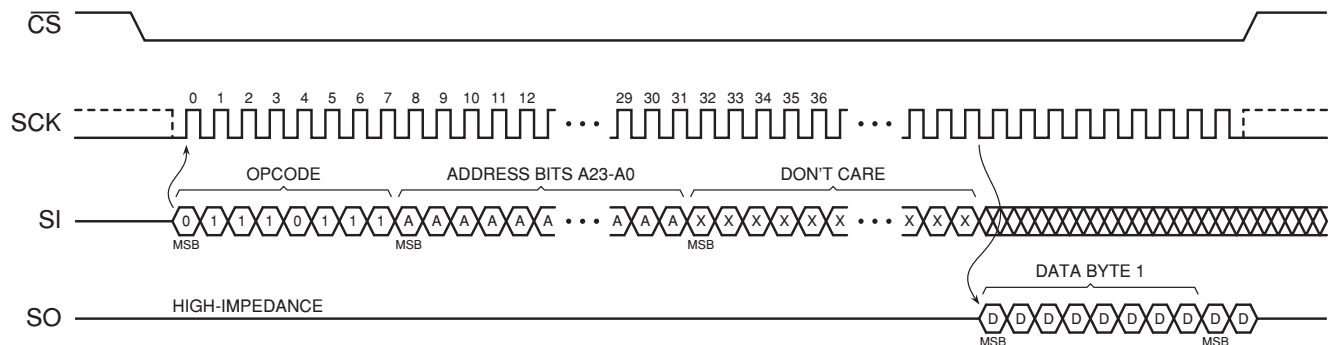 CS
SCK
0 1 2 3 4 5 6 7 8 9 10 11 12 29 30 31 32 33 34 35 36
OPCODE ADDRESS BITS A23-A0 DON'T CARE
SI
0 1 1 1 0 1 1 1 A A A A A A A A A X X X X X X X X X
MSB MSB MSB
DATA BYTE 1
HIGH-IMPEDANCE
SO
D D D D D D D D D D
MSB MSB